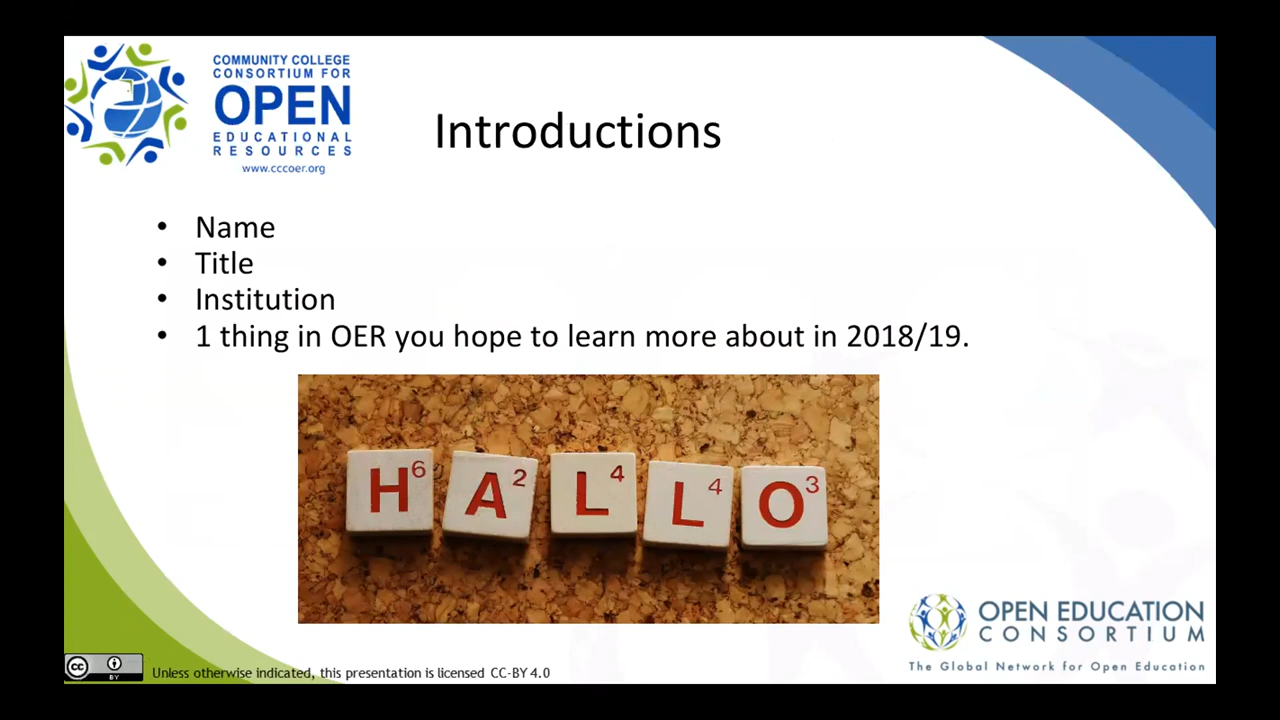 COMMUNITY COLLEGE
CONSORTIUM FOR
OPEN
EDUCATIONAL
RESOURCES
www.cccoer.org
Introductions
• Name
• Title
• Institution
• 1 thing in OER you hope to learn more about in 2018/19.
H6 A2 L4 L4 O3
OPEN EDUCATION
CONSORTIUM
The Global Network for Open Education
cc BY
Unless otherwise indicated, this presentation is licensed CC-BY 4.0